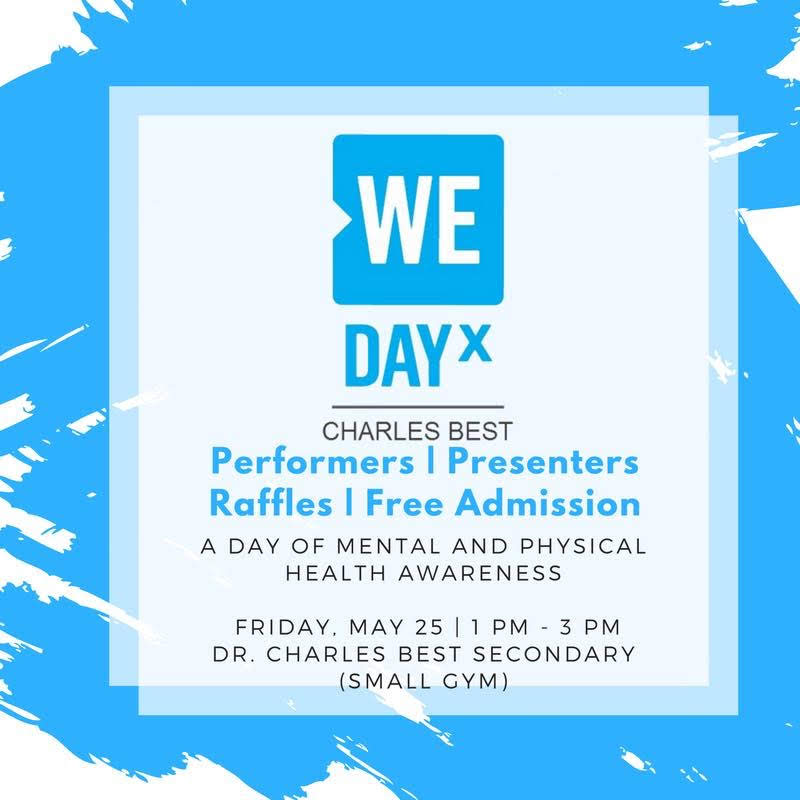 WE
DAY X
CHARLES BEST
Performers | Presenters
Raffles | Free Admission
A DAY OF MENTAL AND PHYSICAL
HEALTH AWARENESS
FRIDAY, MAY 25 | 1 PM - 3 PM
DR. CHARLES BEST SECONDARY
(SMALL GYM)